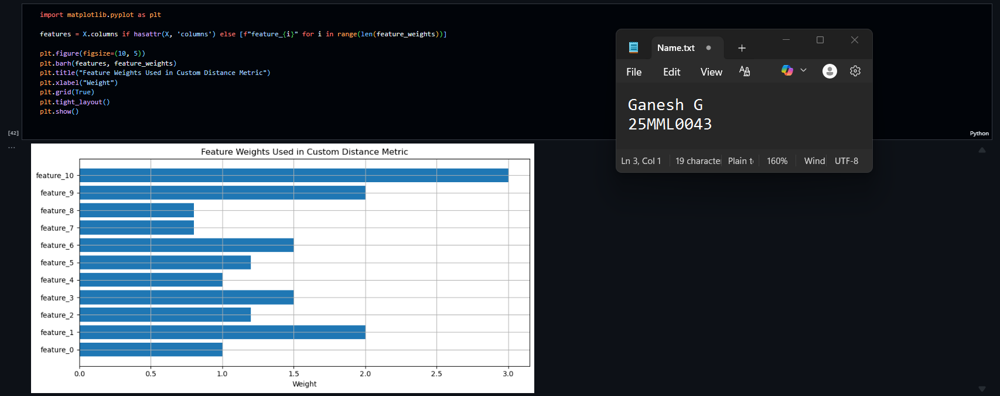 import matplotlib.pyplot as plt
features = X.columns if hasattr(X, 'columns') else [f"feature_{i}" for i in range(len(feature_weights))]
plt.figure(figsize=(10, 5))
plt.barh(features, feature_weights)
plt.title("Feature Weights Used in Custom Distance Metric")
plt.xlabel("Weight")
plt.grid(True)
plt.tight_layout()
plt.show()
[42]
Python
...
Name.txt
File Edit View
Ganesh G
25MML0043
Ln 3, Col 1 19 character Plain t 160% Wind UTF-8
Feature Weights Used in Custom Distance Metric
feature_10
feature_9
feature_8
feature_7
feature_6
feature_5
feature_4
feature_3
feature_2
feature_1
feature_0
0.0 0.5 1.0 1.5 2.0 2.5 3.0
Weight